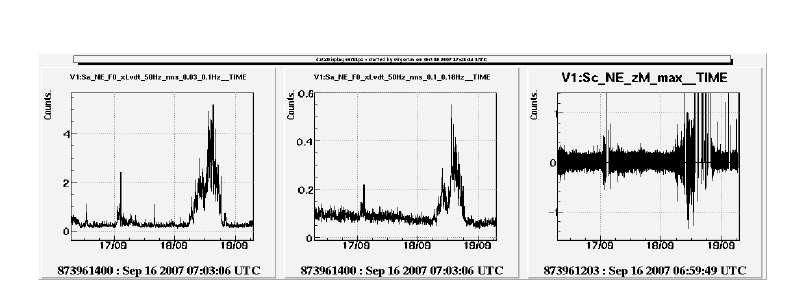 V1:Sa_NE_F0_xLvdt_50Hz_rms_0.03_0.1Hz__TIME
Counts.
4
2
0
17/09 18/09 19/09
873961400 : Sep 16 2007 07:03:06 UTC
V1:Sa_NE_F0_xLvdt_50Hz_rms_0.1_0.18Hz__TIME
Counts.
0.6
0.4
0.2
0
17/09 18/09 19/09
873961400 : Sep 16 2007 07:03:06 UTC
V1:Sc_NE_zM_max__TIME
Counts.
1
0
-1
17/09 18/09 19/09
873961203 : Sep 16 2007 06:59:49 UTC